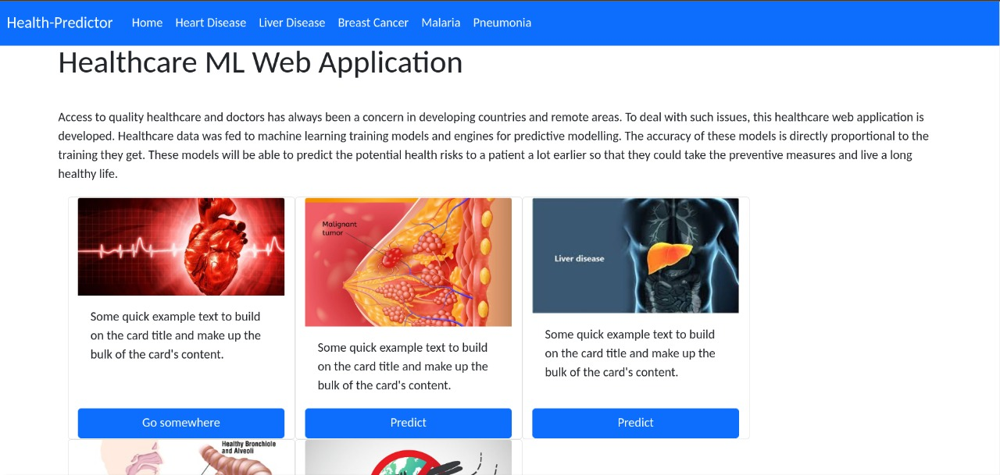 Health-Predictor Home Heart Disease Liver Disease Breast Cancer Malaria Pneumonia
Healthcare ML Web Application
Access to quality healthcare and doctors has always been a concern in developing countries and remote areas. To deal with such issues, this healthcare web application is
developed. Healthcare data was fed to machine learning training models and engines for predictive modelling. The accuracy of these models is directly proportional to the
training they get. These models will be able to predict the potential health risks to a patient a lot earlier so that they could take the preventive measures and live a long
healthy life.
Some quick example text to build
on the card title and make up the
bulk of the card's content.
Go somewhere
Malignant
tumor
Some quick example text to build
on the card title and make up the
bulk of the card's content.
Predict
Liver disease
Some quick example text to build
on the card title and make up the
bulk of the card's content.
Predict
Healthy Bronchiole
and Alveoli